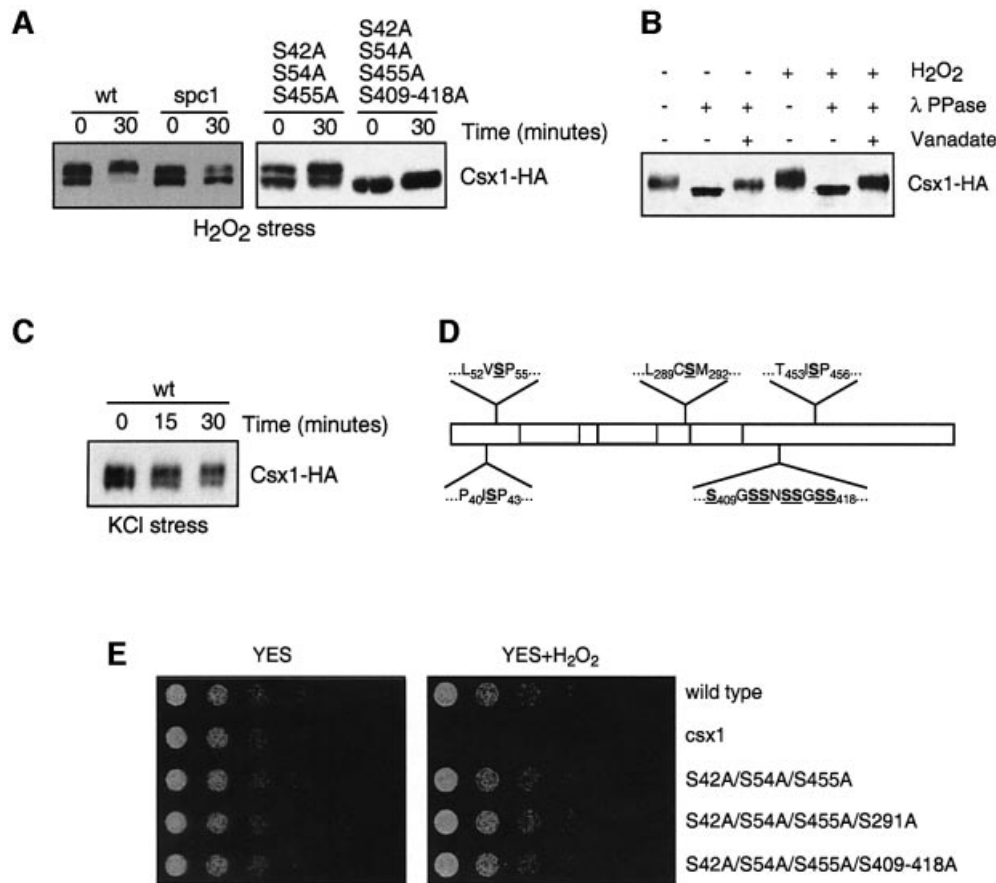 A
S42A
S54A
S455A
S42A
S54A
S455A
S409-418A
wt
spc1
0 30 0 30 0 30 0 30
Time (minutes)
Csx1-HA
H2O2 stress
B
- - - + + + H2O2
- + + - + + λ PPase
+ + Vanadate
Csx1-HA
C
wt
0 15 30 Time (minutes)
Csx1-HA
KCl stress
D
...L52VSP55... ...L289CSM292... ...T453ISP456...
...P40ISP43... ...S409GSSNSSGSS418...
E
YES YES+H2O2
wild type
csx1
S42A/S54A/S455A
S42A/S54A/S455A/S291A
S42A/S54A/S455A/S409-418A